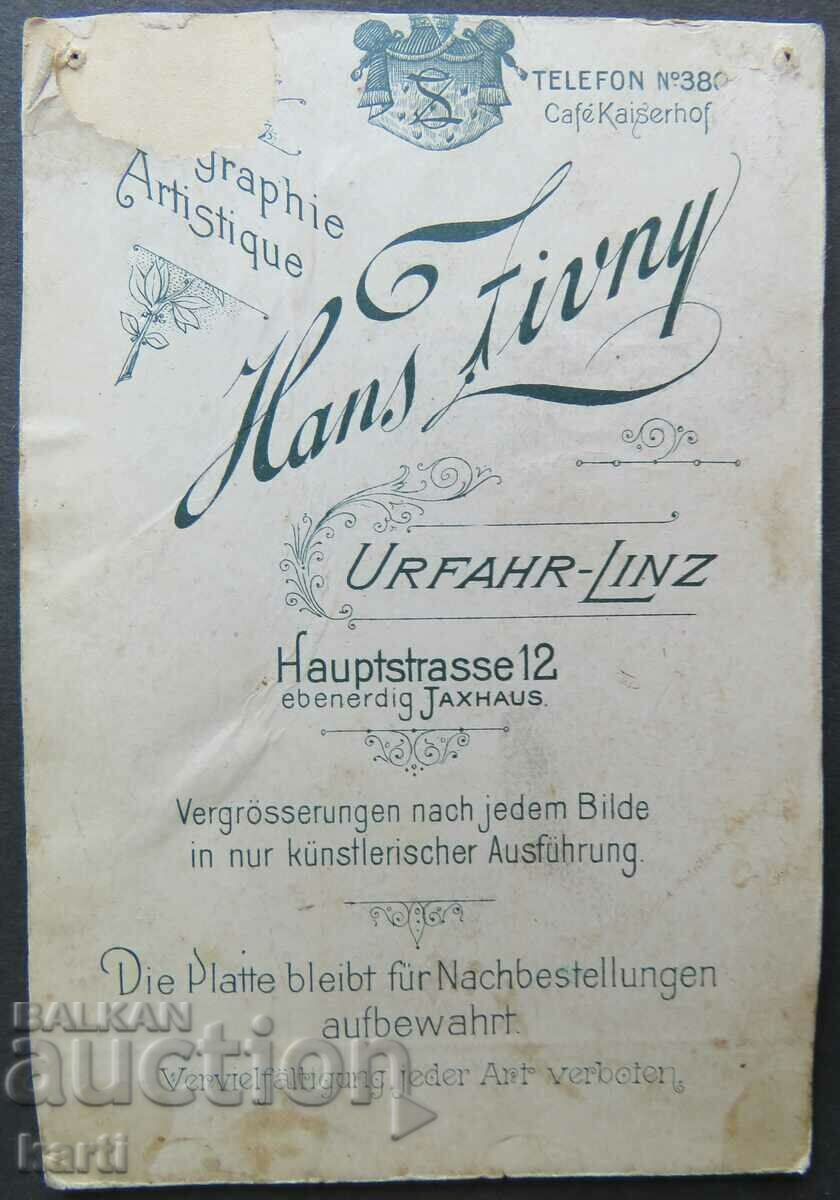 TELEFON Nº380
Café Kaiserhof
graphie
Artistique
Hans Zivny
URFAHR-LINZ
Hauptstrasse 12
ebenerdig JAXHAUS.
Vergrösserungen nach jedem Bilde
in nur künstlerischer Ausführung.
Die Platte bleibt für Nachbestellungen
aufbewahrt.
Vervielfältigung jeder Art verboten.
BALKAN
auction
karti